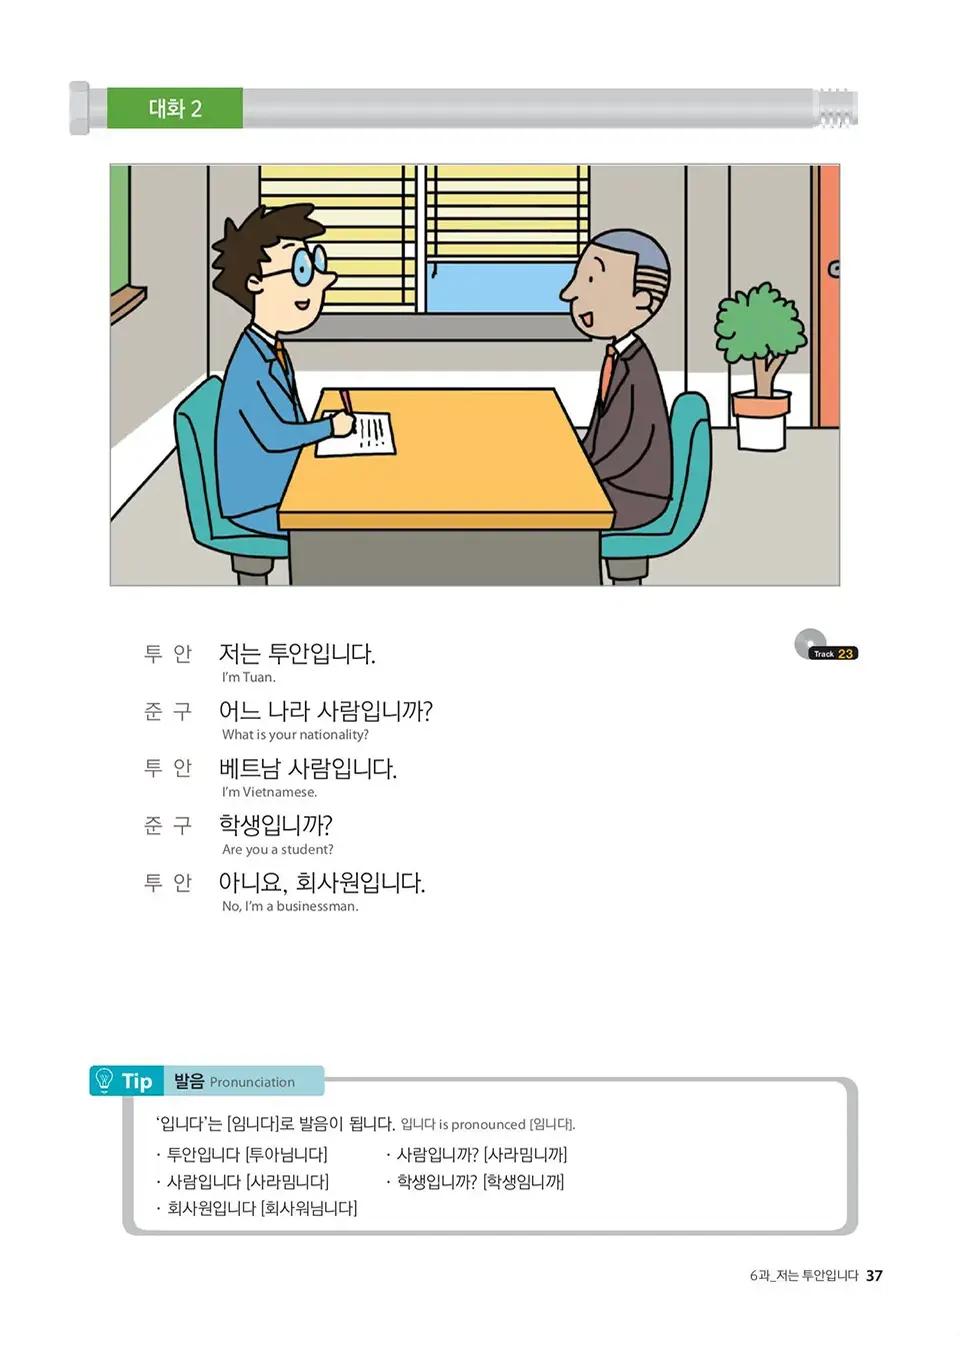 대화 2
Track 23
투 안 저는 투안입니다.
I'm Tuan.
준 구 어느 나라 사람입니까?
What is your nationality?
투 안 베트남 사람입니다.
I'm Vietnamese.
준 구 학생입니까?
Are you a student?
투 안 아니요, 회사원입니다.
No, I'm a businessman.
Tip 발음 Pronunciation
'입니다'는 [임니다]로 발음이 됩니다. 입니다 is pronounced [임니다].
· 투안입니다 [투아님니다] · 사람입니까? [사라밈니까]
· 사람입니다 [사라밈니다] · 학생입니까? [학생임니까]
· 회사원입니다 [회사워님니다]
6과_저는 투안입니다 37